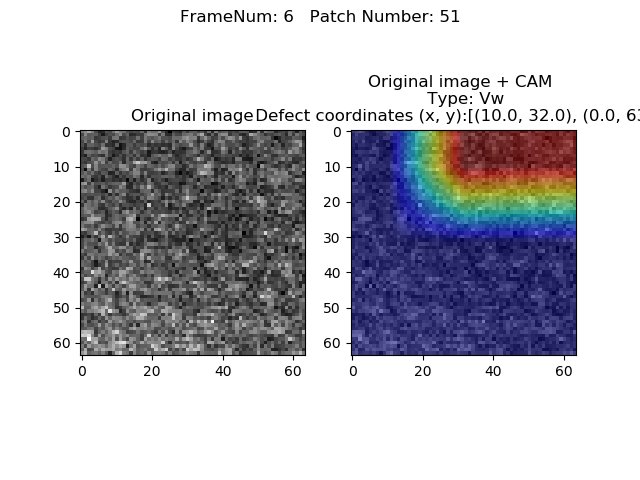 FrameNum: 6   Patch Number: 51
Original image
Original image + CAM
Type: Vw
Defect coordinates (x, y):[(10.0, 32.0), (0.0, 63
0
10
20
30
40
50
60
0 20 40 60
0
10
20
30
40
50
60
0 20 40 60